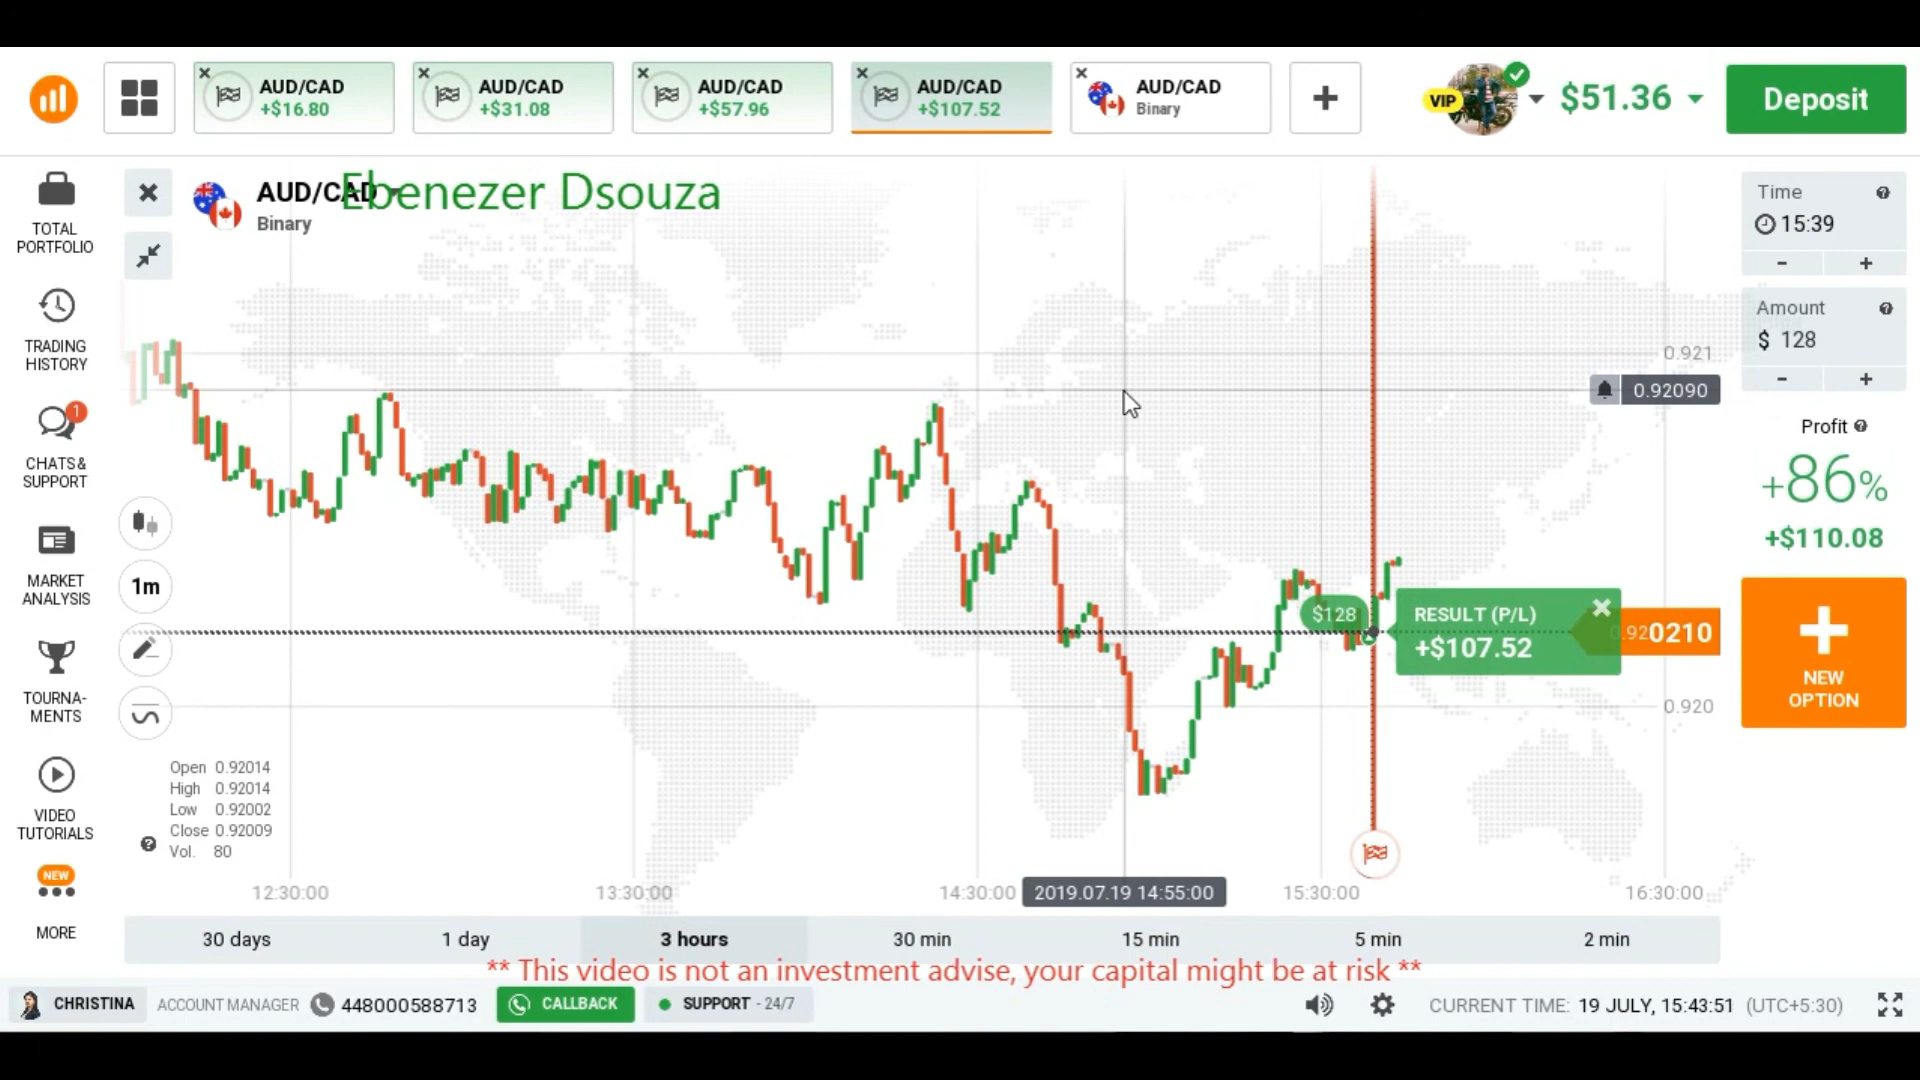 AUD/CAD
+$16.80
AUD/CAD
+$31.08
AUD/CAD
+$57.96
AUD/CAD
+$107.52
AUD/CAD
Binary
VIP
$51.36
Deposit
TOTAL
PORTFOLIO
TRADING
HISTORY
1
CHATS &
SUPPORT
MARKET
ANALYSIS
TOURNA-
MENTS
VIDEO
TUTORIALS
NEW
MORE
AUD/CAD
Binary
Ebenezer Dsouza
1m
Open 0.92014
High 0.92014
Low 0.92002
Close 0.92009
Vol. 80
0.921
0.92090
$128
RESULT (P/L)
+$107.52
0.920210
0.920
Time
15:39
- +
Amount
$ 128
- +
Profit
+86%
+$110.08
NEW
OPTION
12:30:00
13:30:00
14:30:00
2019.07.19 14:55:00
15:30:00
16:30:00
30 days
1 day
3 hours
30 min
15 min
5 min
2 min
** This video is not an investment advise, your capital might be at risk **
CHRISTINA
ACCOUNT MANAGER
448000588713
CALLBACK
SUPPORT - 24/7
CURRENT TIME: 19 JULY, 15:43:51 (UTC+5:30)